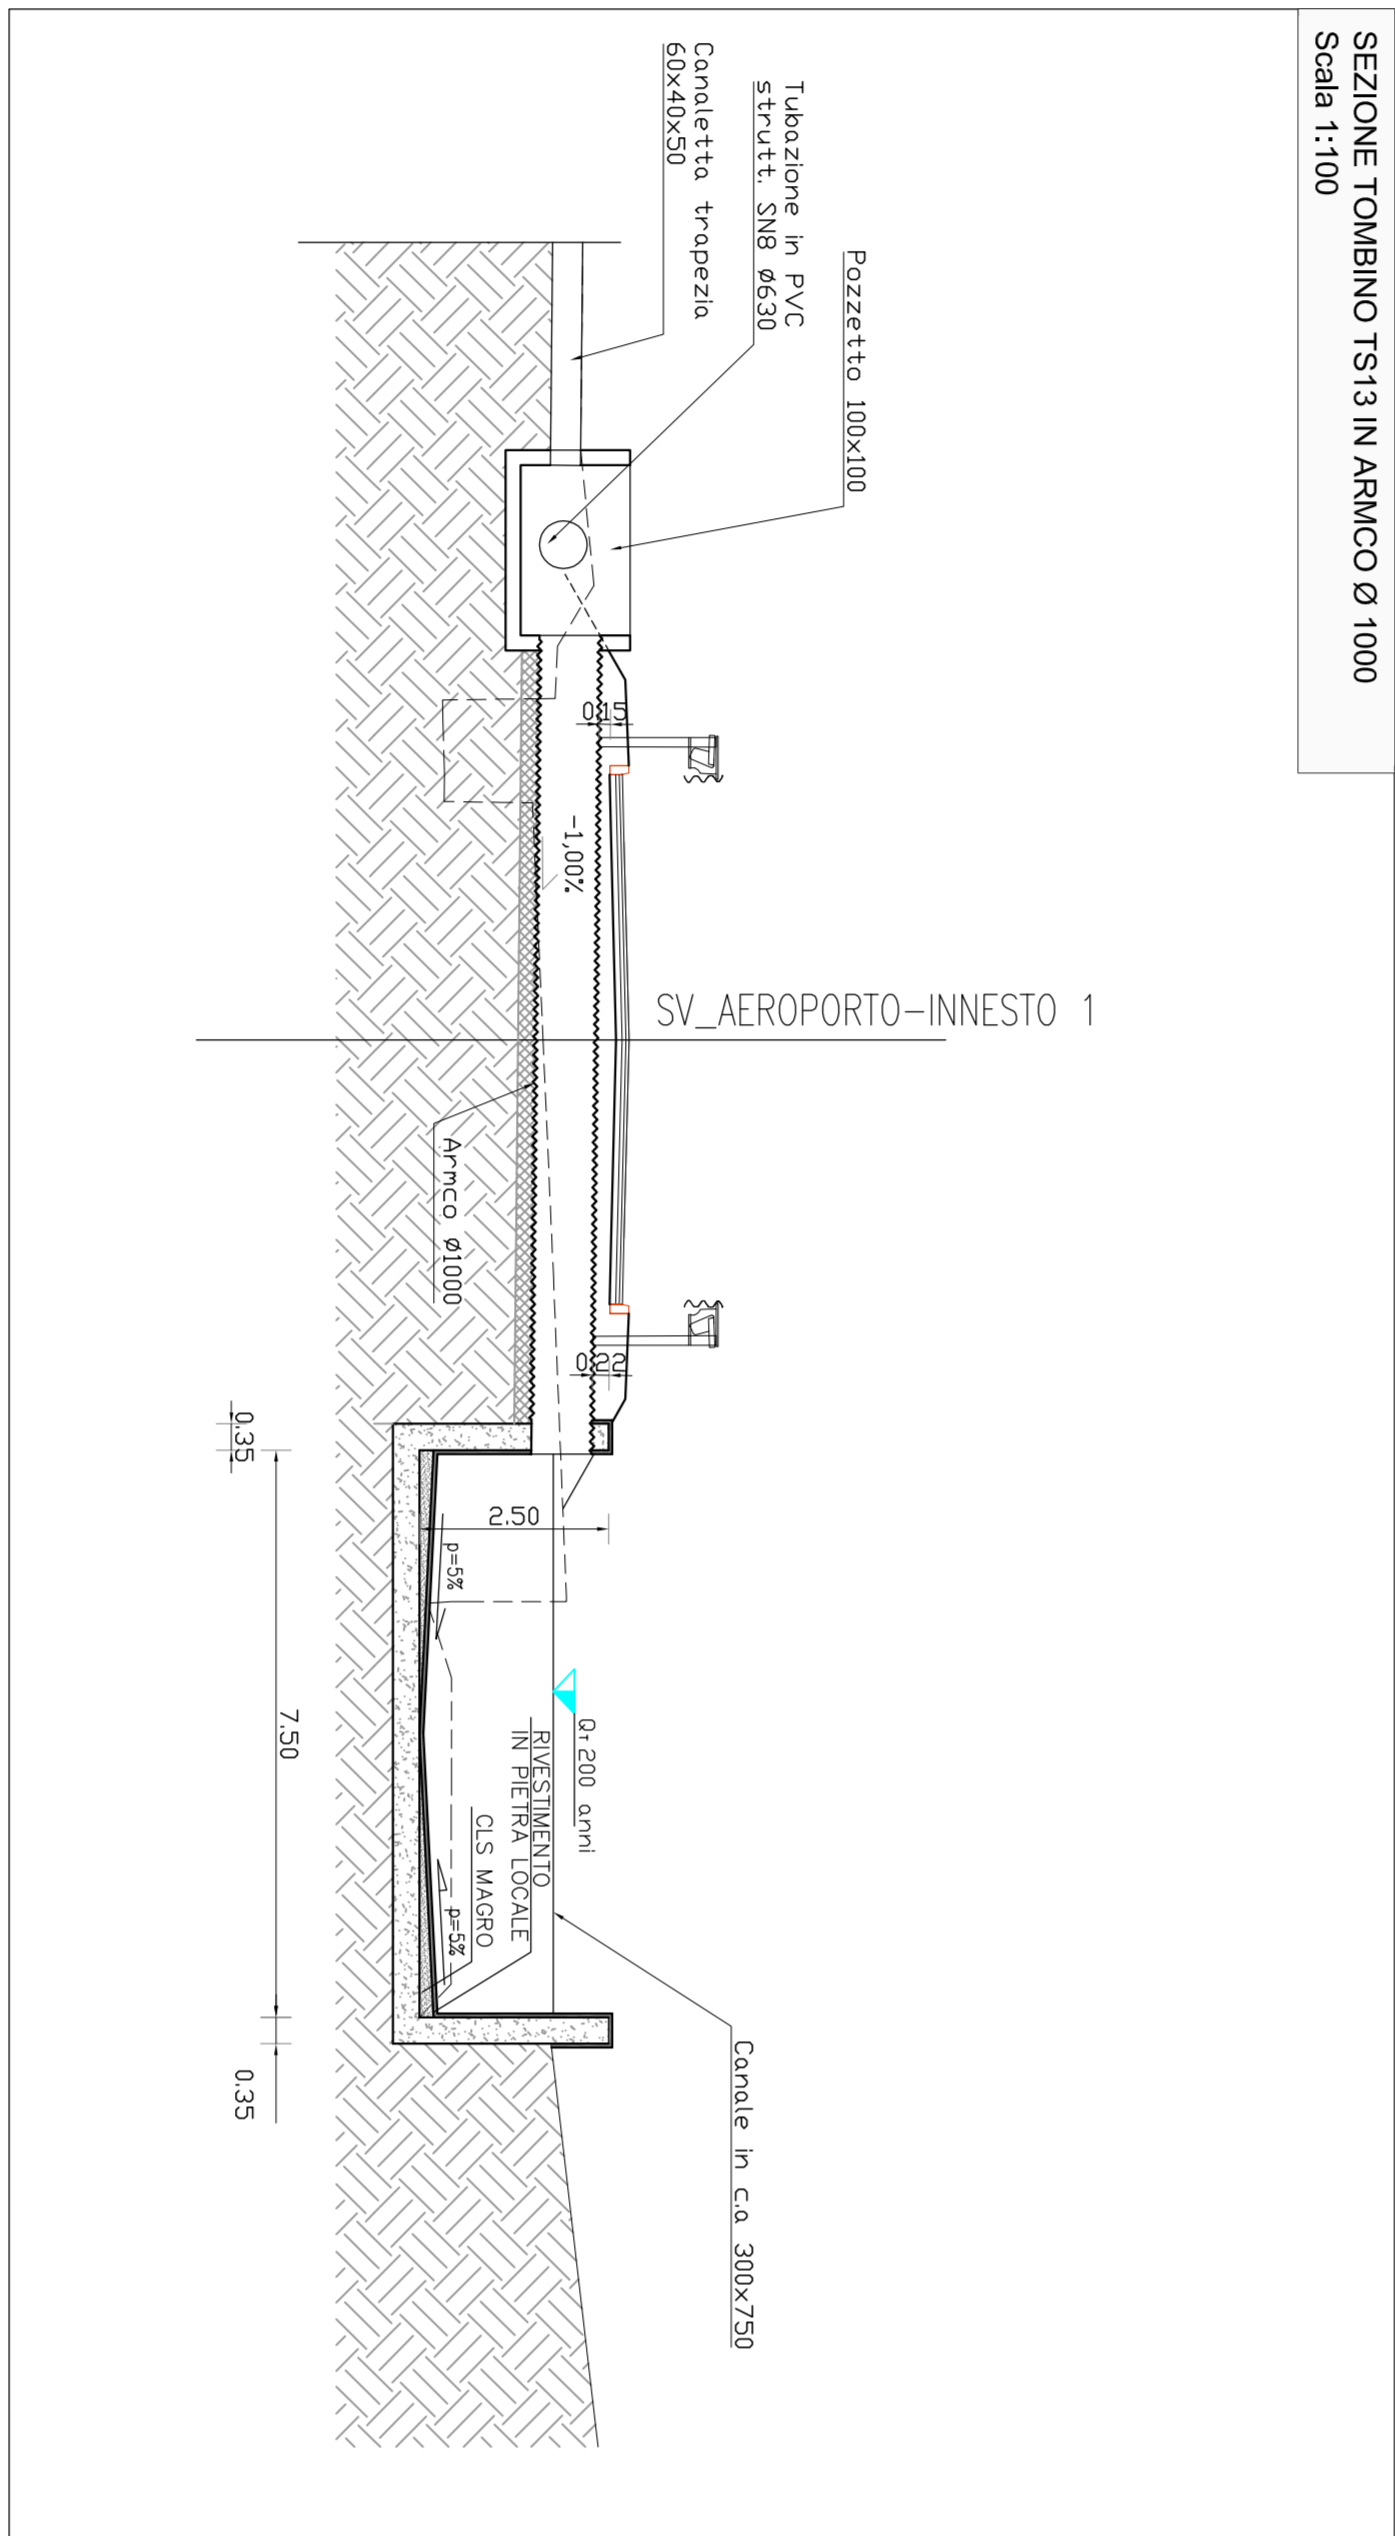 SEZIONE TOMBINO TS13 IN ARMCO Ø 1000
Scala 1:100
Pozzetto 100x100
Tubazione in PVC
strutt. SN8 Ø630
Canaletta trapezia
60x40x50
SV_AEROPORTO-INNESTO 1
0.15
-1,00%
Armco Ø1000
0.22
Canale in c.a 300x750
QT 200 anni
RIVESTIMENTO
IN PIETRA LOCALE
CLS MAGRO
2.50
p=5%
p=5%
0.35
7.50
0.35